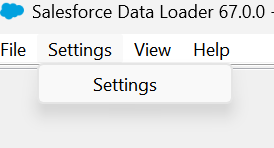 Salesforce Data Loader 67.0.0 -
File Settings View Help
Settings